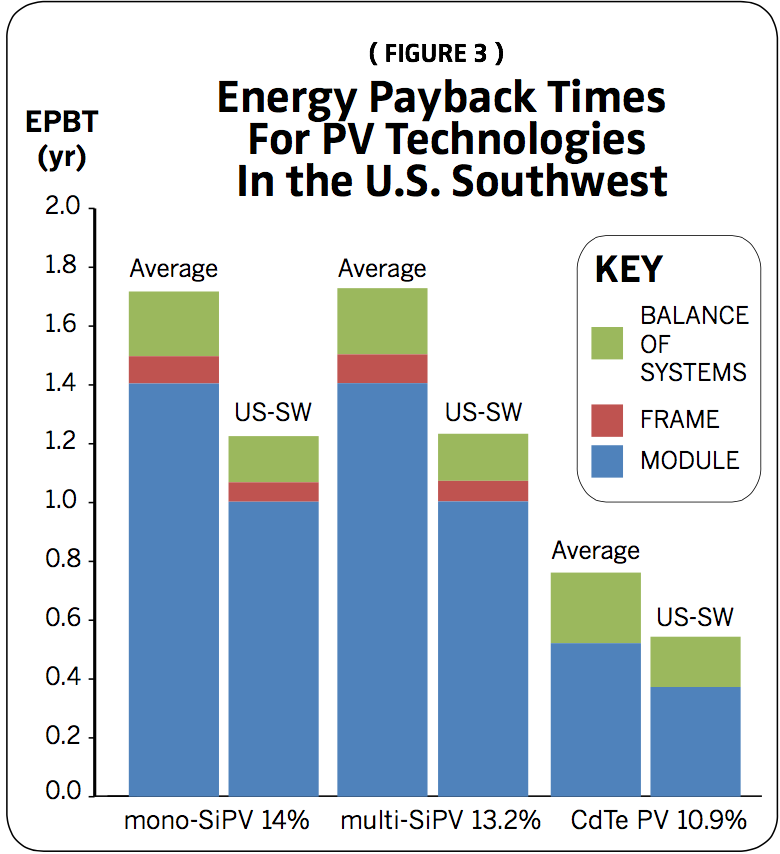 ( FIGURE 3 )
Energy Payback Times
For PV Technologies
In the U.S. Southwest
EPBT
(yr)
2.0
1.8
1.6
1.4
1.2
1.0
0.8
0.6
0.4
0.2
0.0
Average
US-SW
Average
US-SW
Average
US-SW
KEY
BALANCE
OF
SYSTEMS
FRAME
MODULE
mono-SiPV 14%
multi-SiPV 13.2%
CdTe PV 10.9%